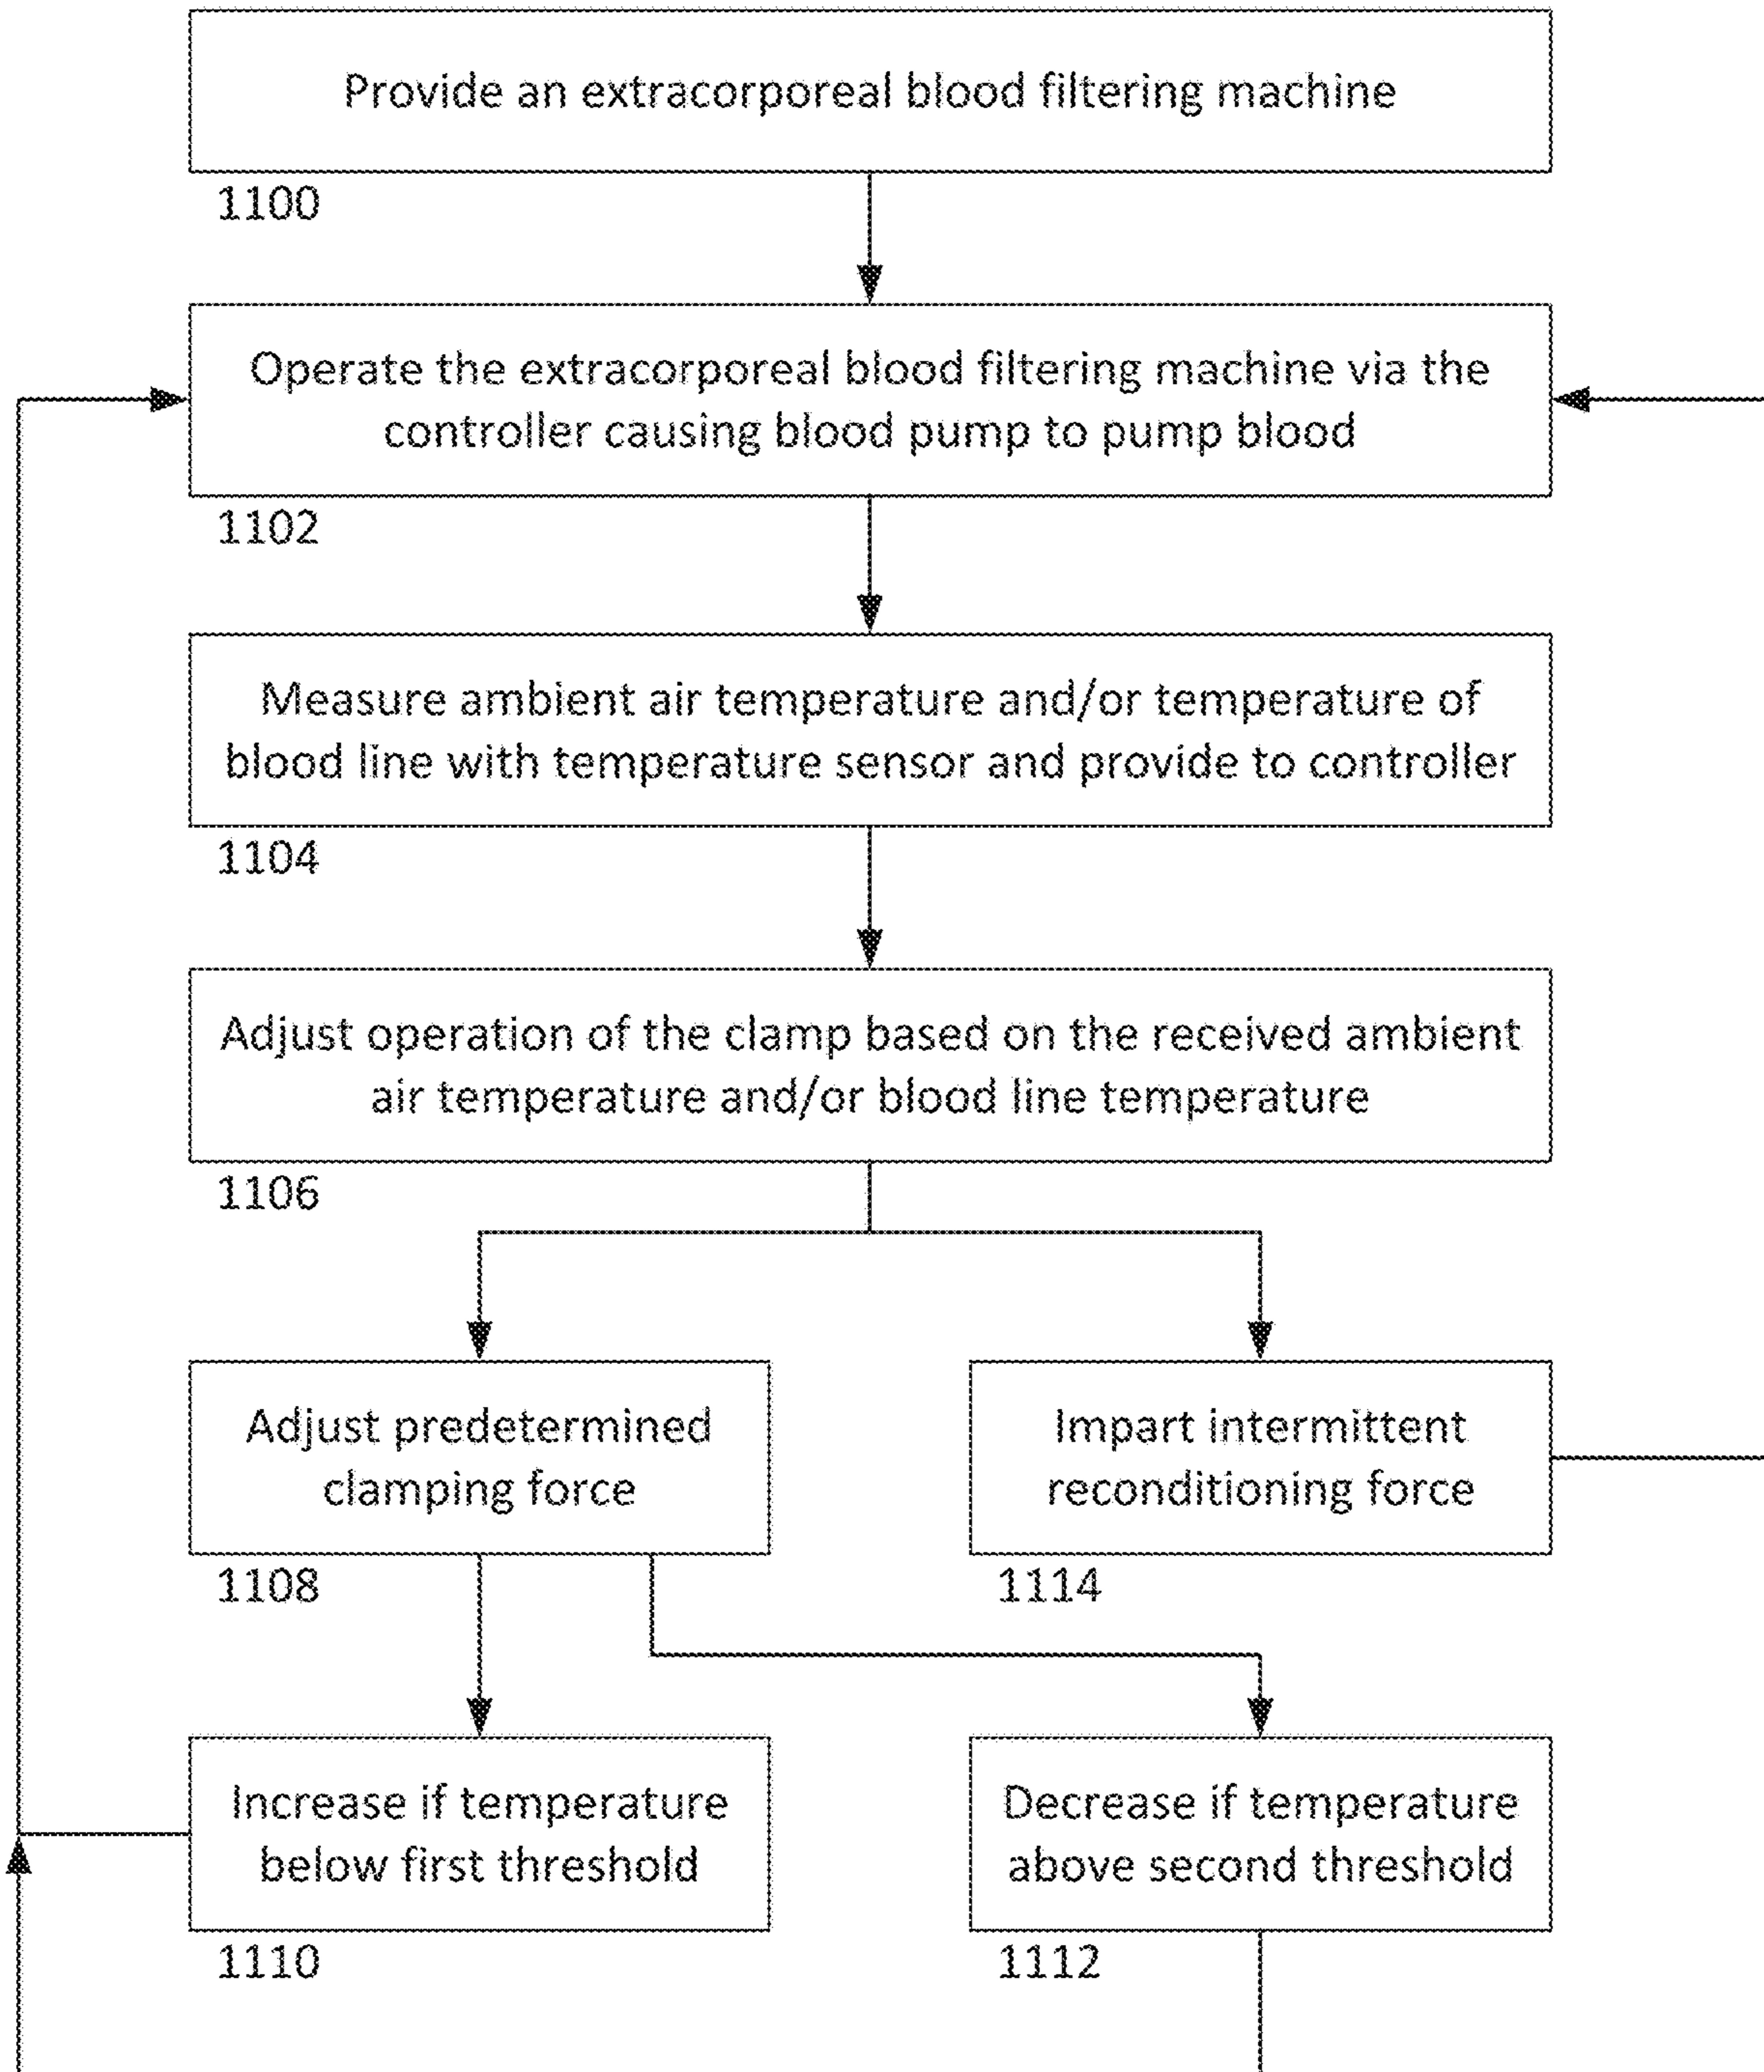 Provide an extracorporeal blood filtering machine
1100
Operate the extracorporeal blood filtering machine via the
controller causing blood pump to pump blood
1102
Measure ambient air temperature and/or temperature of
blood line with temperature sensor and provide to controller
1104
Adjust operation of the clamp based on the received ambient
air temperature and/or blood line temperature
1106
Adjust predetermined
clamping force
1108
Impart intermittent
reconditioning force
1114
Increase if temperature
below first threshold
1110
Decrease if temperature
above second threshold
1112